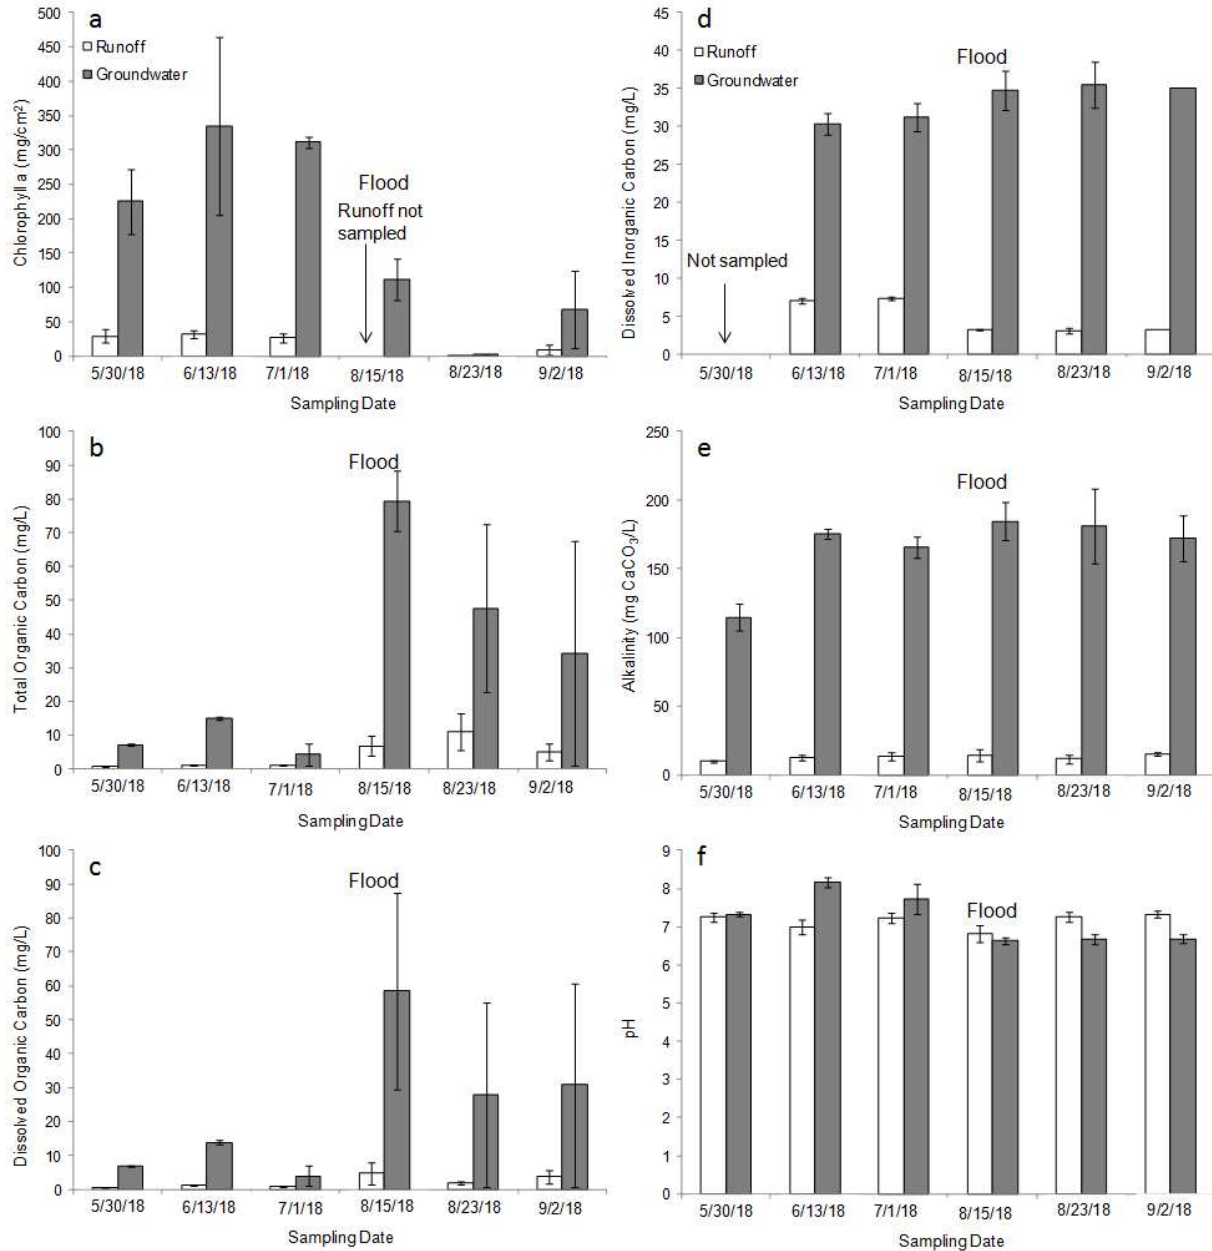 a
500
450
400
350
300
250
200
150
100
50
0
Chlorophyll a (mg/cm²)
Runoff
Groundwater
Flood
Runoff not
sampled
5/30/18 6/13/18 7/1/18 8/15/18 8/23/18 9/2/18
Sampling Date
b
100
90
80
70
60
50
40
30
20
10
0
Total Organic Carbon (mg/L)
Flood
5/30/18 6/13/18 7/1/18 8/15/18 8/23/18 9/2/18
Sampling Date
c
100
90
80
70
60
50
40
30
20
10
0
Dissolved Organic Carbon (mg/L)
Flood
5/30/18 6/13/18 7/1/18 8/15/18 8/23/18 9/2/18
Sampling Date
d
45
40
35
30
25
20
15
10
5
0
Dissolved Inorganic Carbon (mg/L)
Runoff
Groundwater
Flood
Not sampled
5/30/18 6/13/18 7/1/18 8/15/18 8/23/18 9/2/18
Sampling Date
e
250
200
150
100
50
0
Alkalinity (mg CaCO₃/L)
Flood
5/30/18 6/13/18 7/1/18 8/15/18 8/23/18 9/2/18
Sampling Date
f
9
8
7
6
5
4
3
2
1
0
pH
Flood
5/30/18 6/13/18 7/1/18 8/15/18 8/23/18 9/2/18
Sampling Date